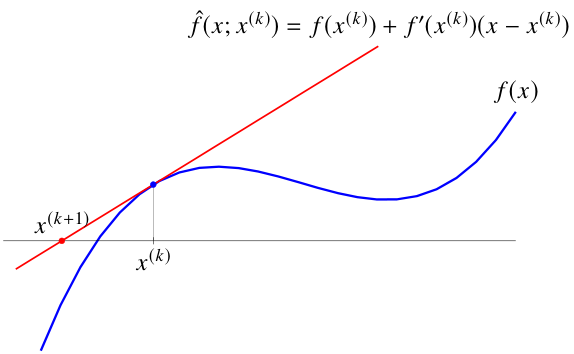 f̂(x; x⁽ᵏ⁾) = f(x⁽ᵏ⁾) + f′(x⁽ᵏ⁾)(x − x⁽ᵏ⁾)
f(x)
x⁽ᵏ⁺¹⁾
x⁽ᵏ⁾